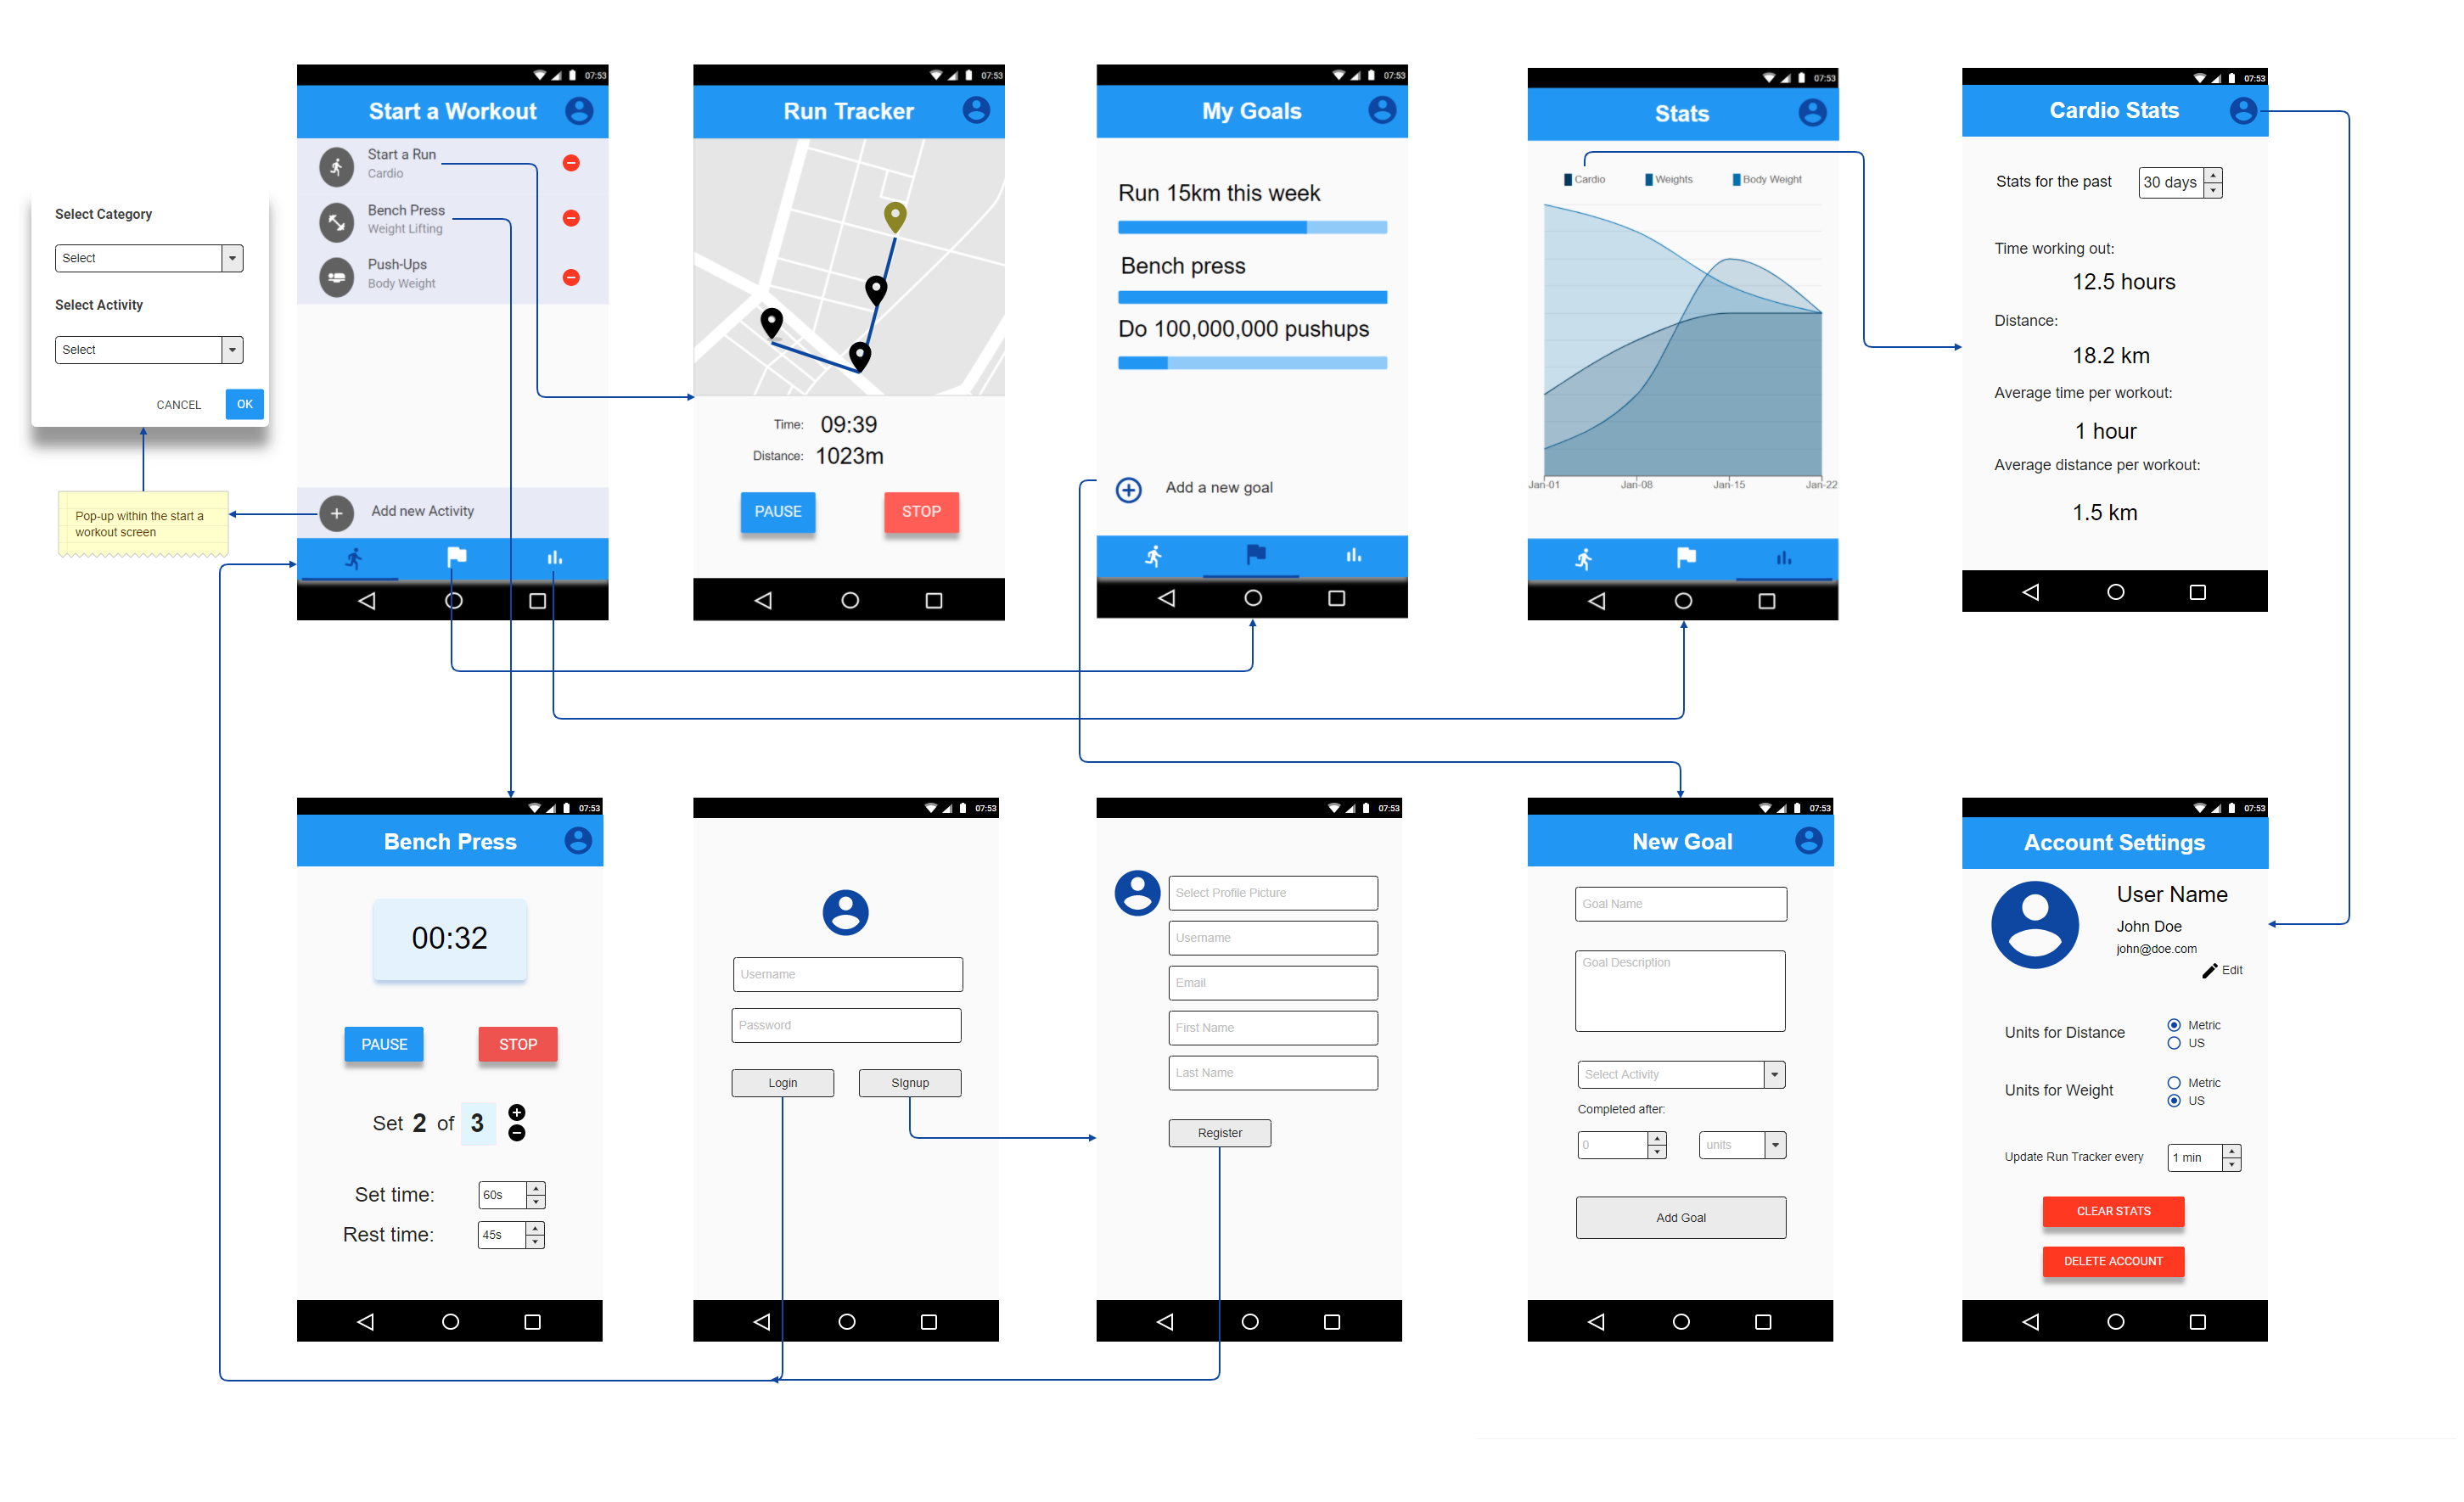 Select Category
Select
Select Activity
Select
CANCEL OK
Pop-up within the start a
workout screen
07:53
Start a Workout
Start a Run
Cardio
Bench Press
Weight Lifting
Push-Ups
Body Weight
Add new Activity
07:53
Run Tracker
Time: 09:39
Distance: 1023m
PAUSE STOP
07:53
My Goals
Run 15km this week
Bench press
Do 100,000,000 pushups
Add a new goal
07:53
Stats
Cardio Weights Body Weight
Jan-01 Jan-08 Jan-15 Jan-22
07:53
Cardio Stats
Stats for the past 30 days
Time working out:
12.5 hours
Distance:
18.2 km
Average time per workout:
1 hour
Average distance per workout:
1.5 km
07:53
Bench Press
00:32
PAUSE STOP
Set 2 of 3
Set time: 60s
Rest time: 45s
07:53
Username
Password
Login SIgnup
07:53
Select Profile Picture
Username
Email
First Name
Last Name
Register
07:53
New Goal
Goal Name
Goal Description
Select Activity
Completed after:
0 units
Add Goal
07:53
Account Settings
User Name
John Doe
john@doe.com
Edit
Units for Distance
Metric
US
Units for Weight
Metric
US
Update Run Tracker every 1 min
CLEAR STATS
DELETE ACCOUNT